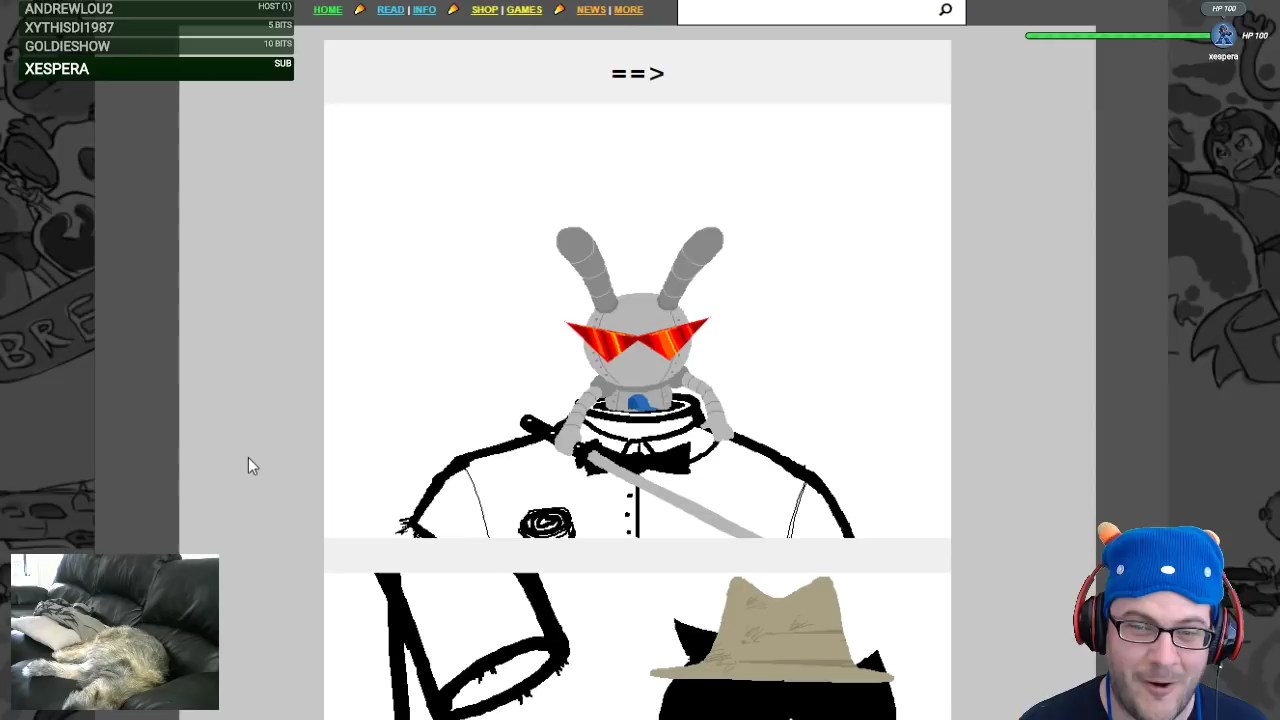 ANDREWLOU2 HOST (1)
XYTHISDI1987 5 BITS
GOLDIESHOW 10 BITS
XESPERA SUB
HOME READ | INFO SHOP | GAMES NEWS | MORE
HP 100
HP 100
xespera
==>
BRE